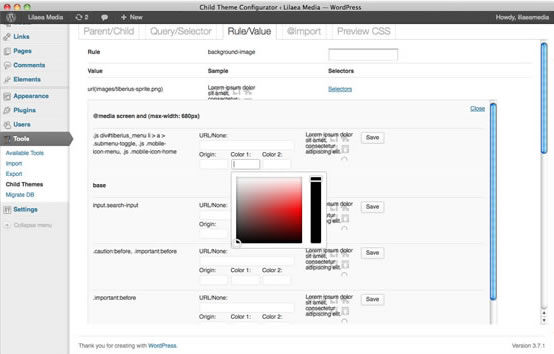 Child Theme Configurator ‹ Lilaea Media — WordPress
Lilaea Media 2 + New Howdy, lilaeamedia
Links
Pages
Comments
Elements
Appearance
Plugins
Users
Tools
Available Tools
Import
Export
Child Themes
Migrate DB
Settings
Collapse menu
Parent/Child Query/Selector Rule/Value @import Preview CSS
Rule background-image
Value Sample Selectors
url(images/tiberius-sprite.png) Lorem ipsum dolor Selectors
sit amet,
consectetur
Close
@media screen and (max-width: 680px)
.js div#tiberius_menu li > a >
.submenu-toggle, .js .mobile-
icon-menu, .js .mobile-icon-home
URL/None:
Origin: Color 1: Color 2:
Lorem ipsum dolor
sit amet,
consectetur
adipiscing elit.
Save
base
input.search-input
URL/None:
Origin:
Lorem ipsum dolor
sit amet,
consectetur
adipiscing elit.
Save
.caution:before, .important:before
URL/None:
Origin: Color 1: Color 2:
Lorem ipsum dolor
sit amet,
consectetur
adipiscing elit.
Save
.important:before
URL/None:
Origin: Color 1: Color 2:
Lorem ipsum dolor
sit amet,
consectetur
adipiscing elit.
Save
Thank you for creating with WordPress. Version 3.7.1